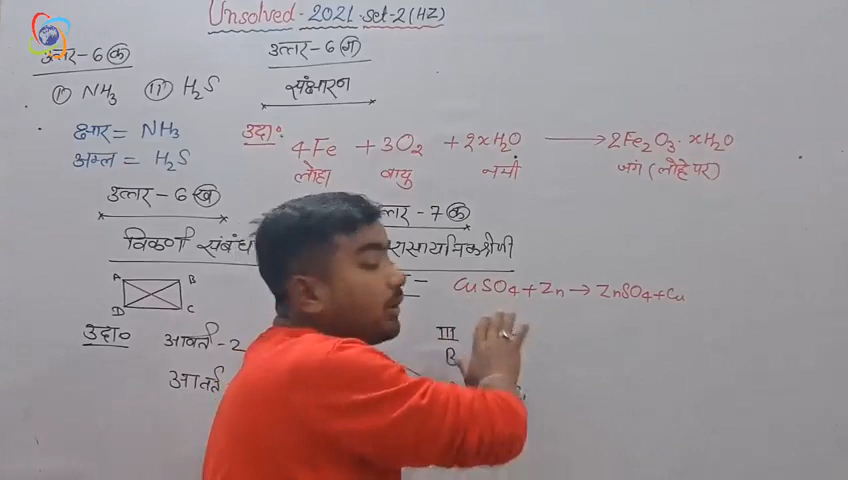 Unsolved-2021-set-2(HZ)
उत्तर-6(क)
(i) NH3 (ii) H2S
क्षार = NH3
अम्ल = H2S
उत्तर-6(ग)
संक्षारण
उदा० 4Fe + 3O2 + 2xH2O → 2Fe2O3.xH2O
लोहा वायु नमी जंग (लोहे पर)
उत्तर-6(ख)
विकर्ण संबंध
A B
D C
उदा० आवर्त-2 III
B
आवर्त
त्तर-7(क)
रासायनिक श्रेणी
= CuSO4+Zn → ZnSO4+Cu